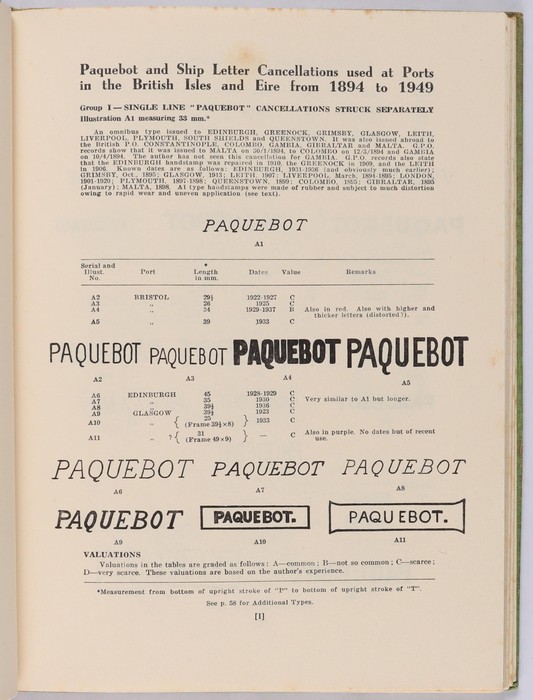 Paquebot and Ship Letter Cancellations used at Ports
in the British Isles and Eire from 1894 to 1949
Group I — SINGLE LINE "PAQUEBOT" CANCELLATIONS STRUCK SEPARATELY
Illustration A1 measuring 33 mm.*
An omnibus type issued to EDINBURGH, GREENOCK, GRIMSBY, GLASGOW, LEITH,
LIVERPOOL, PLYMOUTH, SOUTH SHIELDS and QUEENSTOWN. It was also issued abroad to
the British P.O. CONSTANTINOPLE, COLOMBO, GAMBIA, GIBRALTAR and MALTA. G.P.O.
records show that it was issued to MALTA on 30/1/1894, to COLOMBO on 12/3/1894 and GAMBIA
on 10/4/1894. The author has not seen this cancellation for GAMBIA. G.P.O. records also state
that the EDINBURGH handstamp was repaired in 1910, the GREENOCK in 1909, and the LEITH
in 1906. Known dates are as follows: EDINBURGH, 1931-1936 (and obviously much earlier);
GRIMSBY, Oct., 1895; GLASGOW, 1913; LEITH, 1907; LIVERPOOL, March, 1894-1895; LONDON,
1901-1920; PLYMOUTH, 1897-1898; QUEENSTOWN, 1899; COLOMBO, 1895; GIBRALTAR, 1895
(January); MALTA, 1898. A1 type handstamps were made of rubber and subject to much distortion
owing to rapid wear and uneven application (see text).
PAQUEBOT
A1
Serial and Illust. No. Port * Length in mm. Dates Value Remarks
A2 BRISTOL 29½ 1922-1927 C
A3 ,, 26 1925 C
A4 ,, 34 1929-1937 B Also in red. Also with higher and
thicker letters (distorted?).
A5 ,, 39 1933 C
PAQUEBOT PAQUEBOT PAQUEBOT PAQUEBOT
A2 A3 A4 A5
A6 EDINBURGH 45 1928-1929 C
A7 ,, 35 1930 C Very similar to A1 but longer.
A8 ,, 39½ 1936 C
A9 GLASGOW 39½ 1923 C
A10 ,, { 25 (Frame 39½×8) } 1933 C
A11 ,, ? { 31 (Frame 49×9) } — C Also in purple. No dates but of recent
use.
PAQUEBOT PAQUEBOT PAQUEBOT
A6 A7 A8
PAQUEBOT PAQUEBOT. PAQUEBOT.
A9 A10 A11
VALUATIONS
Valuations in the tables are graded as follows: A—common; B—not so common; C—scarce;
D—very scarce. These valuations are based on the author's experience.
*Measurement from bottom of upright stroke of "P" to bottom of upright stroke of "T".
See p. 58 for Additional Types.
[1]